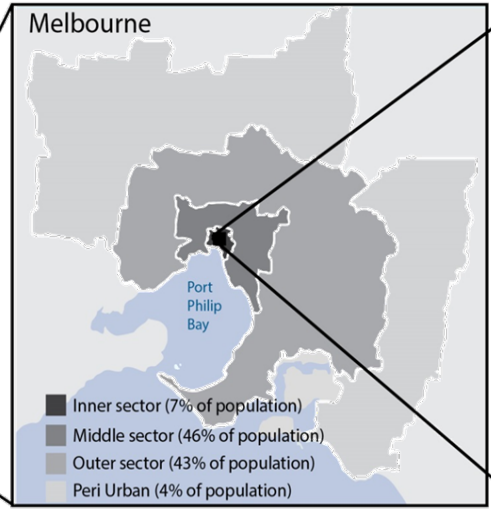 Melbourne
Port
Philip
Bay
Inner sector (7% of population)
Middle sector (46% of population)
Outer sector (43% of population)
Peri Urban (4% of population)